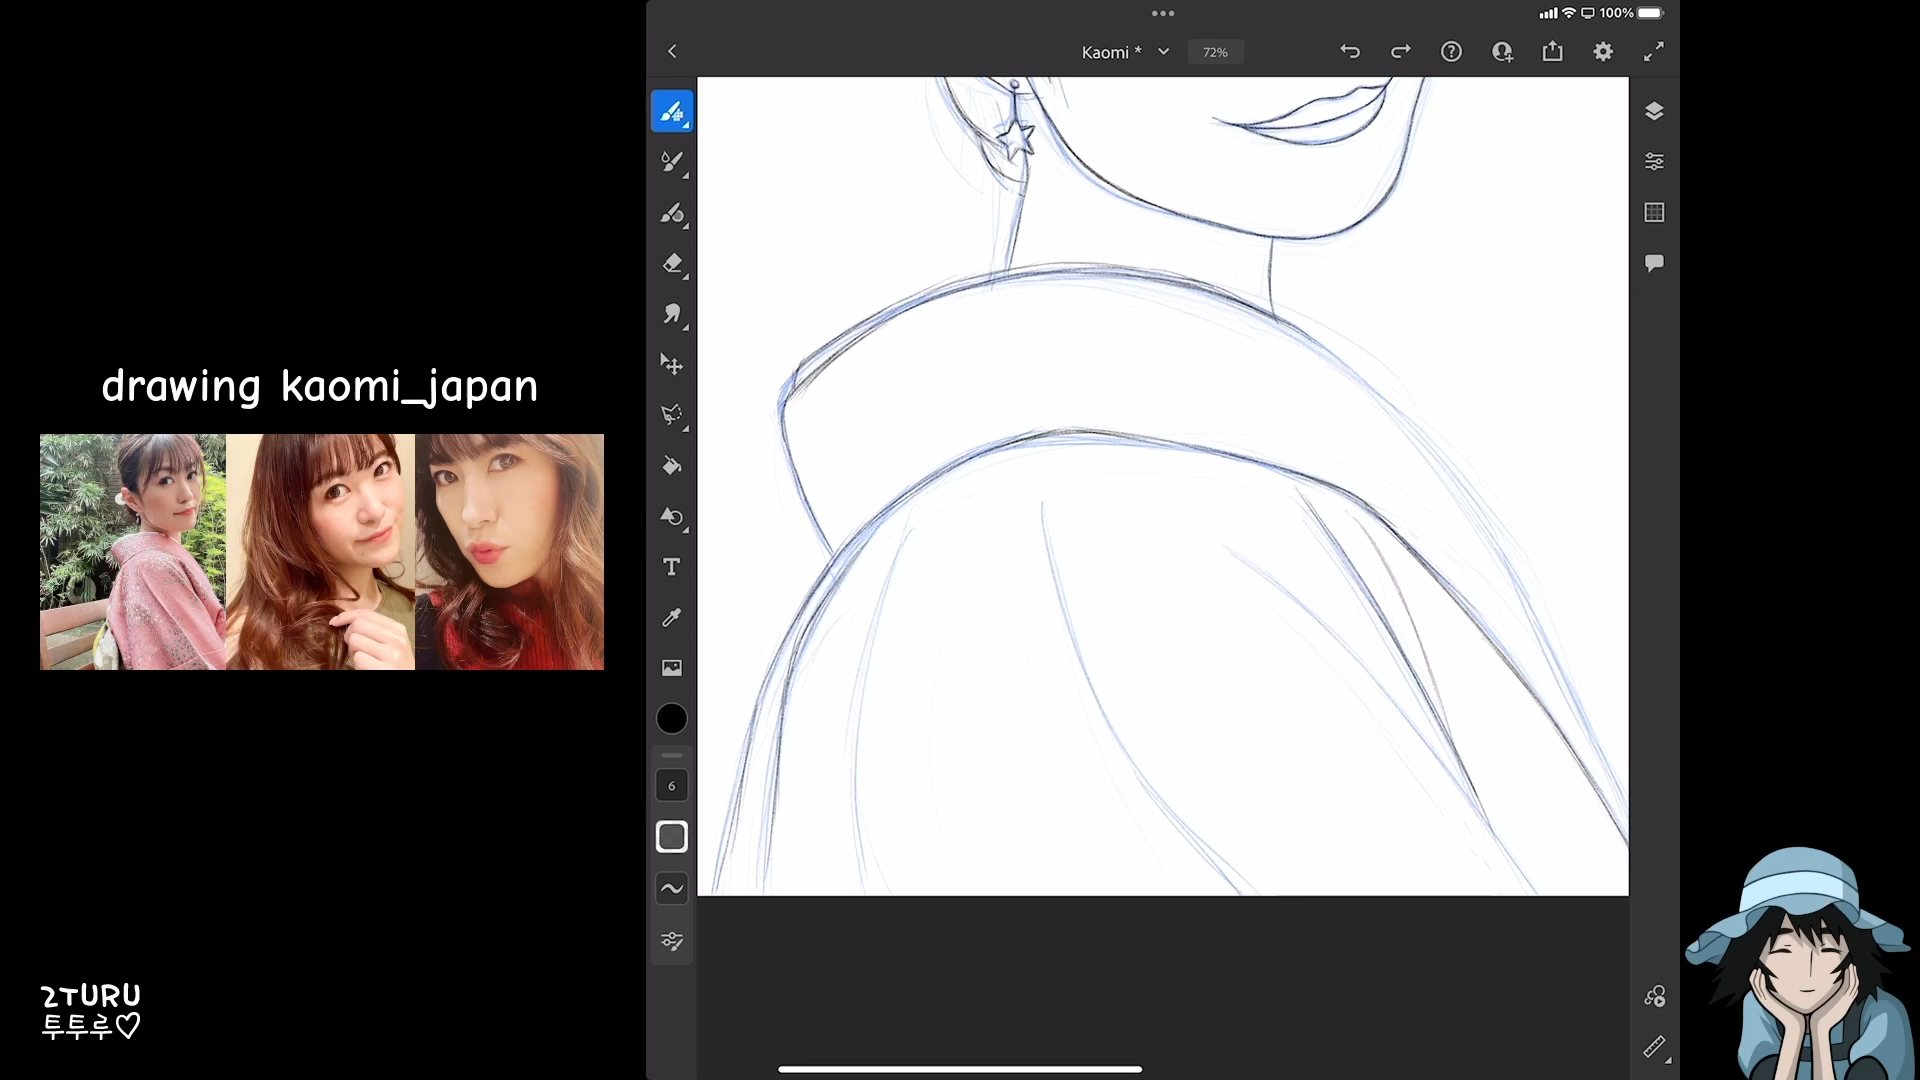 100%
Kaomi *
72%
drawing kaomi_japan
T
6
2TURU
투투루♡